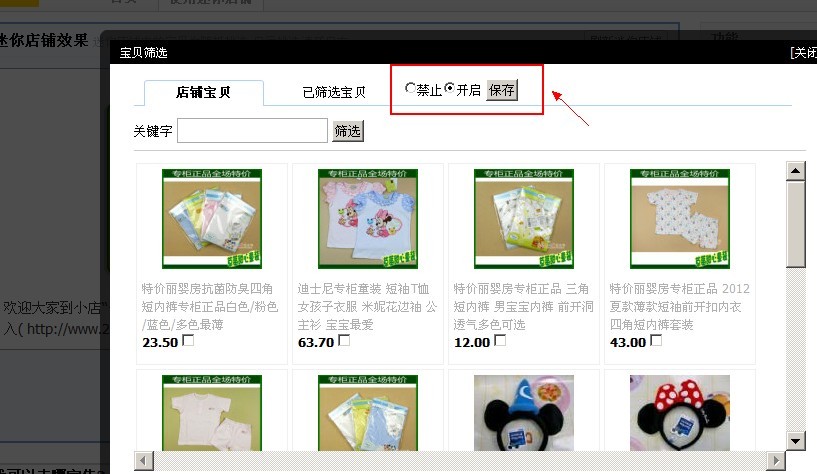 迷你店铺效果
功能
宝贝筛选
[关闭
店铺宝贝
已筛选宝贝
禁止 开启 保存
关键字 筛选
专柜正品全场特价
专柜正品全场特价
专柜正品全场特价
专柜正品全场特价
特价丽婴房抗菌防臭四角
短内裤专柜正品白色/粉色
/蓝色/多色最薄
23.50
迪士尼专柜童装 短袖T恤
女孩子衣服 米妮花边袖 公
主衫 宝宝最爱
63.70
特价丽婴房专柜正品 三角
短内裤 男宝宝内裤 前开洞
透气多色可选
12.00
特价丽婴房专柜正品 2012
夏款薄款短袖前开扣内衣
四角短内裤套装
43.00
欢迎大家到小店"
入( http://www.2
专柜正品全场特价
专柜正品全场特价